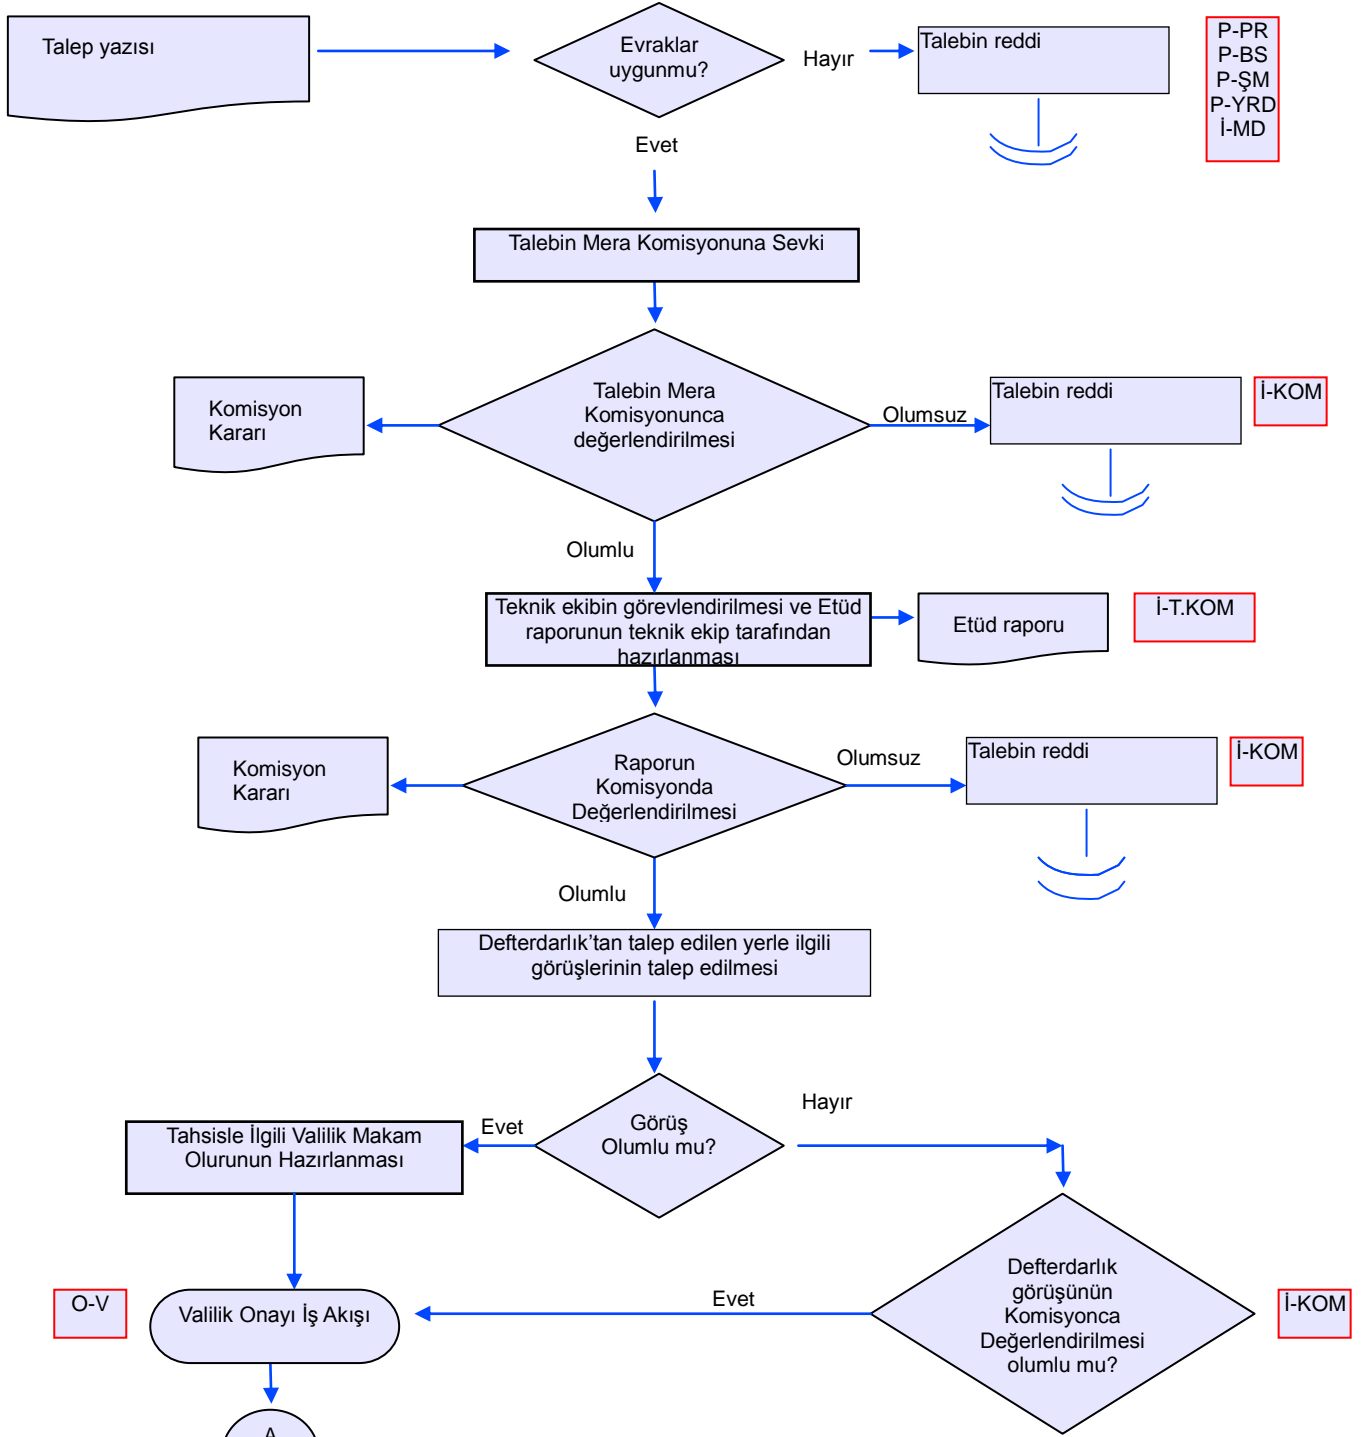 Talep yazısı
Evraklar
uygunmu?
Hayır
Talebin reddi
P-PR
P-BS
P-ŞM
P-YRD
İ-MD
Evet
Talebin Mera Komisyonuna Sevki
Komisyon
Kararı
Talebin Mera
Komisyonunca
değerlendirilmesi
Olumsuz
Talebin reddi
İ-KOM
Olumlu
Teknik ekibin görevlendirilmesi ve Etüd
raporunun teknik ekip tarafından
hazırlanması
Etüd raporu
İ-T.KOM
Komisyon
Kararı
Raporun
Komisyonda
Değerlendirilmesi
Olumsuz
Talebin reddi
İ-KOM
Olumlu
Defterdarlık’tan talep edilen yerle ilgili
görüşlerinin talep edilmesi
Görüş
Olumlu mu?
Evet
Hayır
Tahsisle İlgili Valilik Makam
Olurunun Hazırlanması
O-V
Valilik Onayı İş Akışı
Evet
Defterdarlık
görüşünün
Komisyonca
Değerlendirilmesi
olumlu mu?
İ-KOM
A